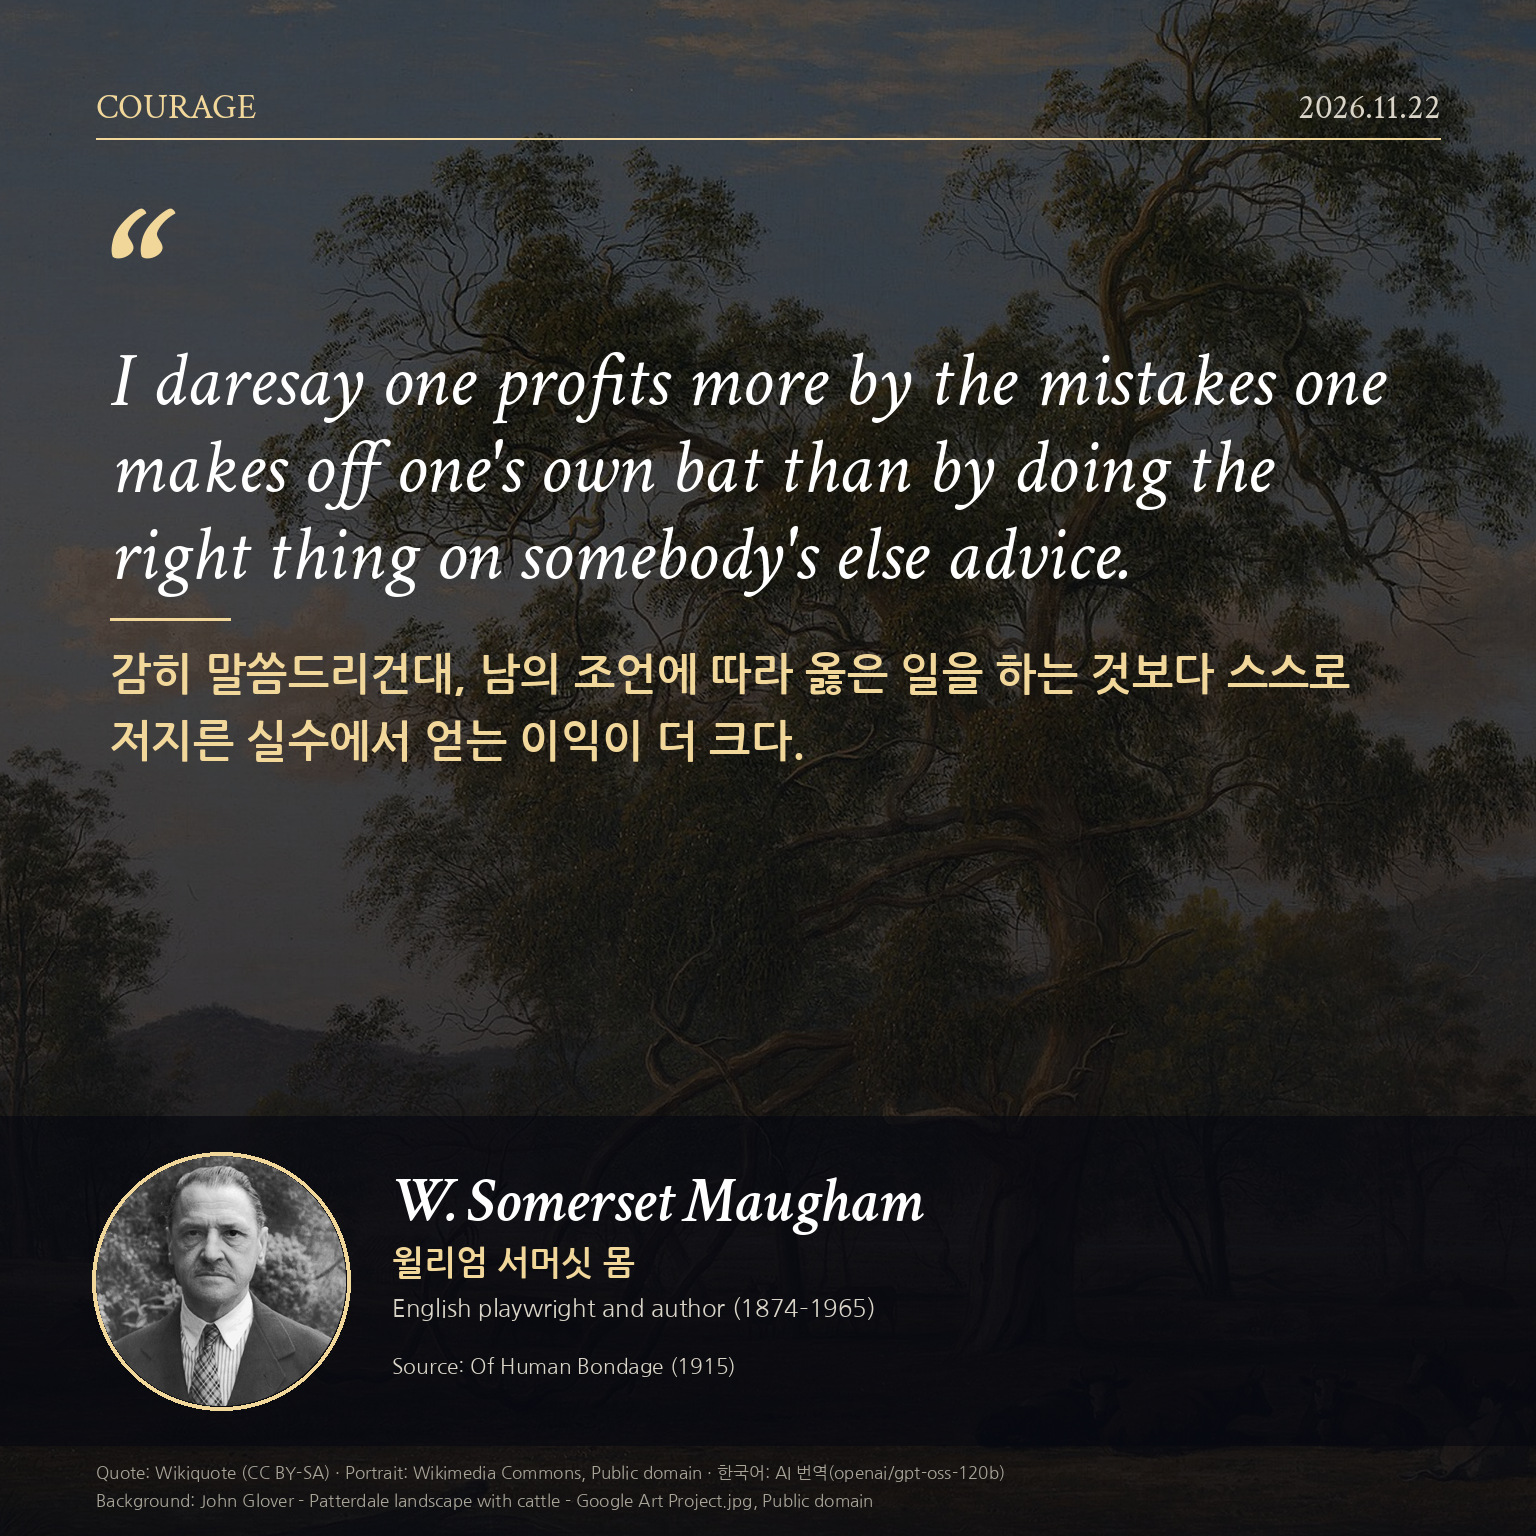 COURAGE
2026.11.22
“
I daresay one profits more by the mistakes one
makes off one's own bat than by doing the
right thing on somebody's else advice.
감히 말씀드리건대, 남의 조언에 따라 옳은 일을 하는 것보다 스스로
저지른 실수에서 얻는 이익이 더 크다.
W. Somerset Maugham
윌리엄 서머싯 몸
English playwright and author (1874–1965)
Source: Of Human Bondage (1915)
Quote: Wikiquote (CC BY-SA) · Portrait: Wikimedia Commons, Public domain · 한국어: AI 번역(openai/gpt-oss-120b)
Background: John Glover - Patterdale landscape with cattle - Google Art Project.jpg, Public domain